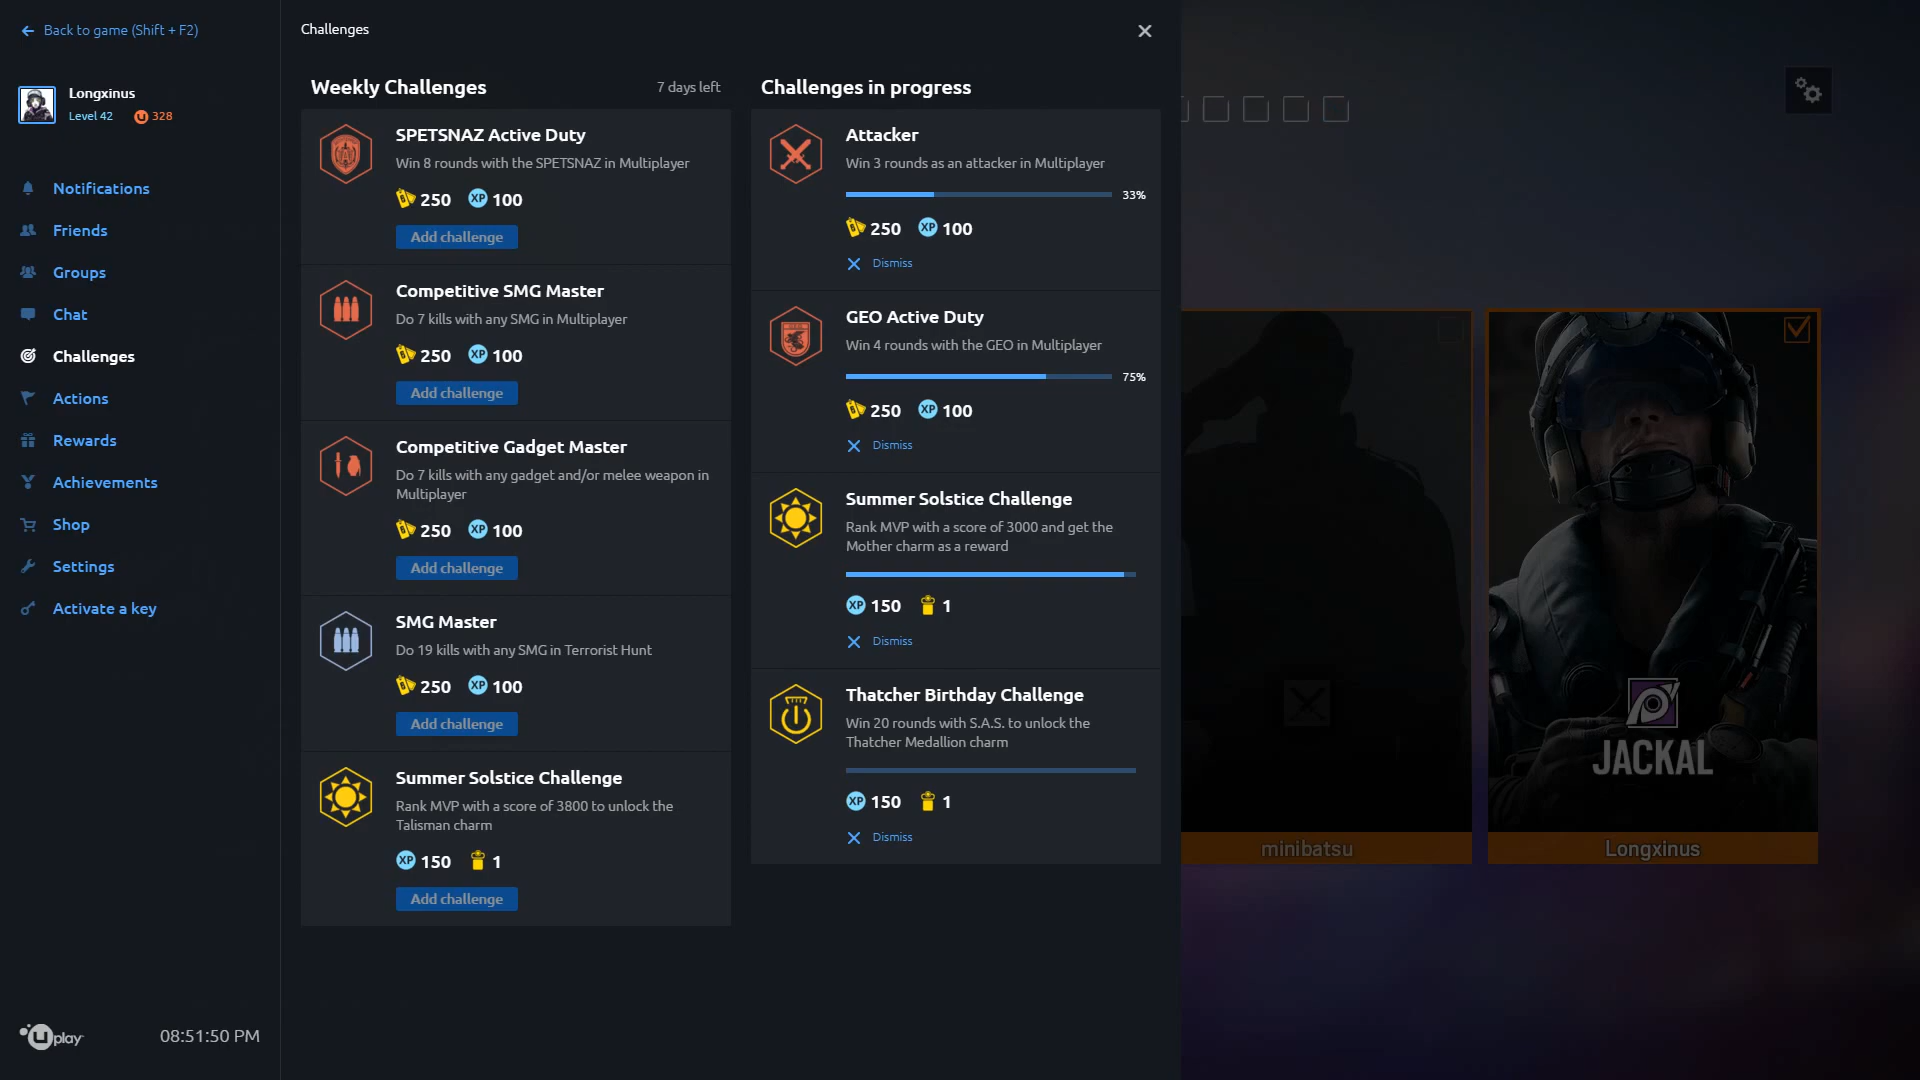 Back to game (Shift + F2)
Longxinus
Level 42 328
Notifications
Friends
Groups
Chat
Challenges
Actions
Rewards
Achievements
Shop
Settings
Activate a key
uplay
08:51:50 PM
Challenges
Weekly Challenges 7 days left
SPETSNAZ Active Duty
Win 8 rounds with the SPETSNAZ in Multiplayer
250 XP 100
Add challenge
Competitive SMG Master
Do 7 kills with any SMG in Multiplayer
250 XP 100
Add challenge
Competitive Gadget Master
Do 7 kills with any gadget and/or melee weapon in
Multiplayer
250 XP 100
Add challenge
SMG Master
Do 19 kills with any SMG in Terrorist Hunt
250 XP 100
Add challenge
Summer Solstice Challenge
Rank MVP with a score of 3800 to unlock the
Talisman charm
XP 150 1
Add challenge
Challenges in progress
Attacker
Win 3 rounds as an attacker in Multiplayer
33%
250 XP 100
Dismiss
GEO Active Duty
Win 4 rounds with the GEO in Multiplayer
75%
250 XP 100
Dismiss
Summer Solstice Challenge
Rank MVP with a score of 3000 and get the
Mother charm as a reward
XP 150 1
Dismiss
Thatcher Birthday Challenge
Win 20 rounds with S.A.S. to unlock the
Thatcher Medallion charm
XP 150 1
Dismiss
JACKAL
minibatsu
Longxinus